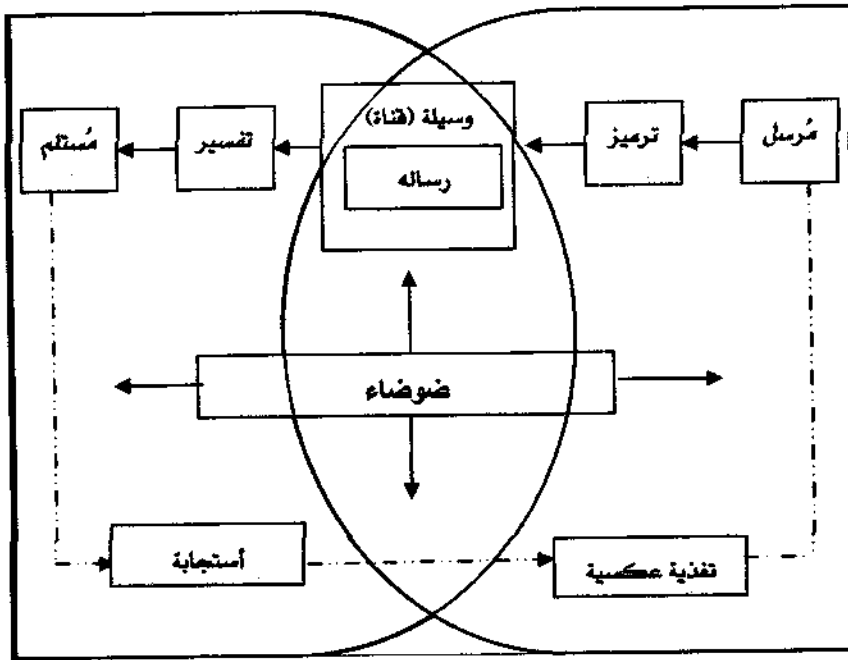 مُرسل
ترميز
وسيلة (قناة)
رساله
تفسير
مُستلم
ضوضاء
أستجابة
تغذية عكسية